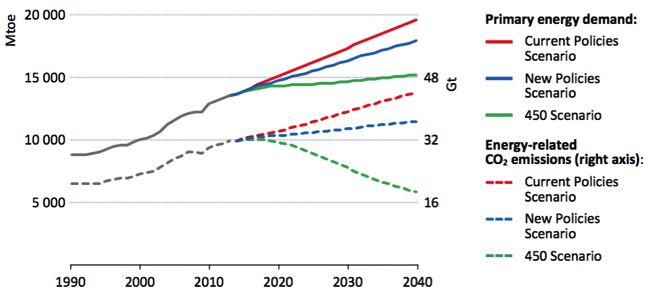 Mtoe
20 000
15 000
10 000
5 000
48
32
16
Gt
1990
2000
2010
2020
2030
2040
Primary energy demand:
Current Policies
Scenario
New Policies
Scenario
450 Scenario
Energy-related
CO₂ emissions (right axis):
Current Policies
Scenario
New Policies
Scenario
450 Scenario